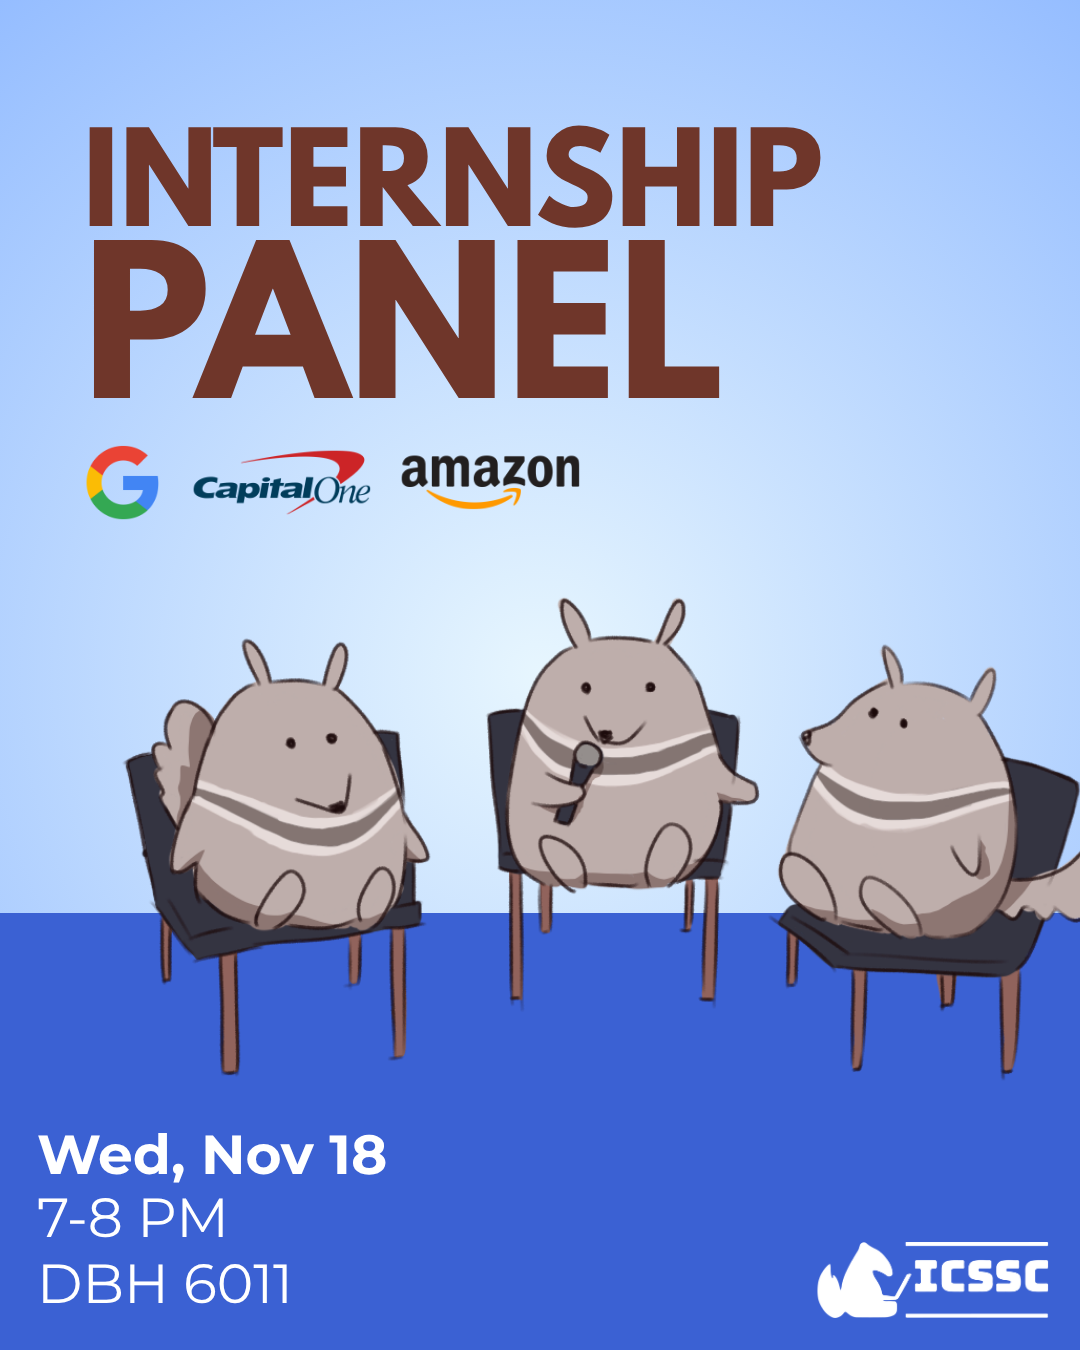 INTERNSHIP
PANEL
G CapitalOne amazon
Wed, Nov 18
7-8 PM
DBH 6011
ICSSC